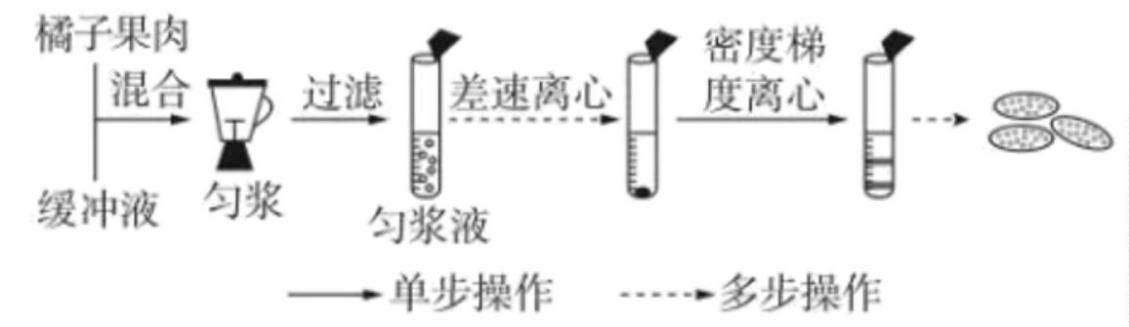 橘子果肉
混合
缓冲液
匀浆
过滤
匀浆液
差速离心
密度梯
度离心
单步操作
多步操作